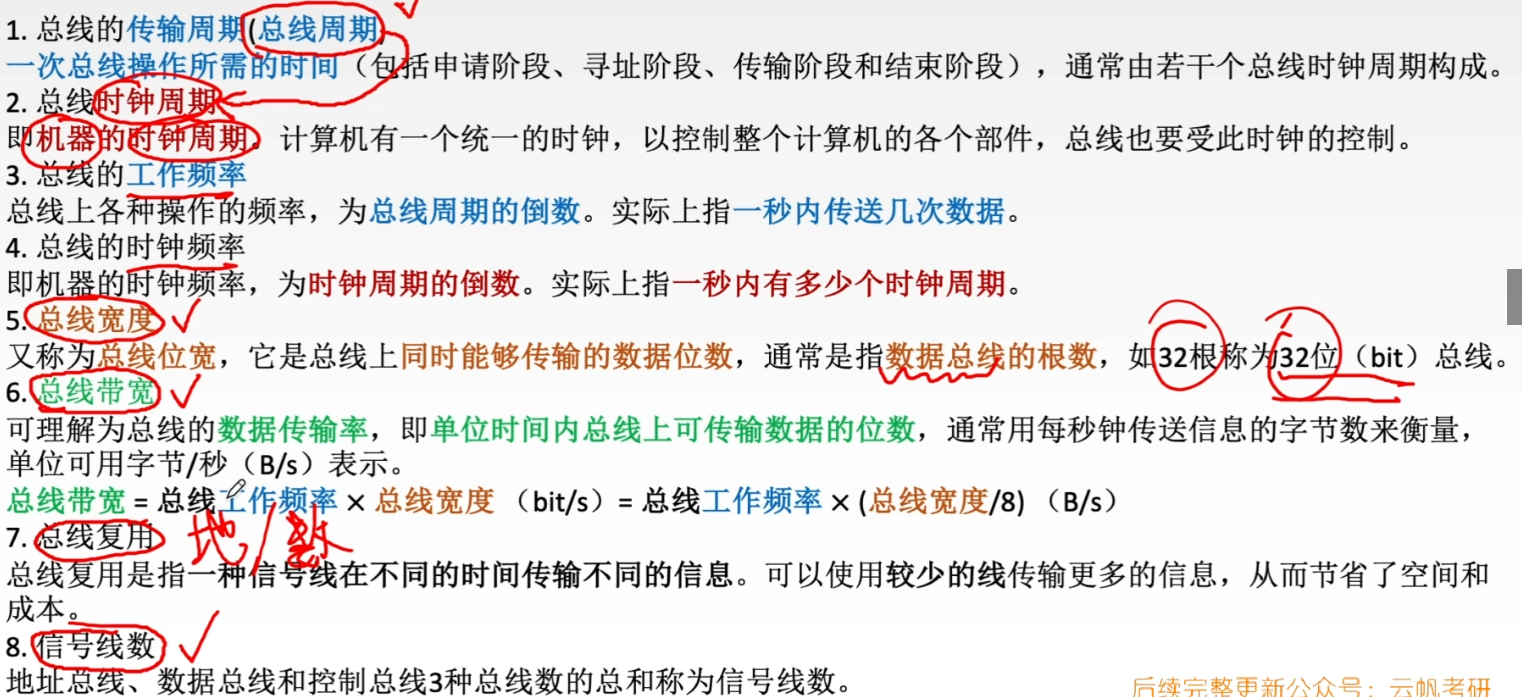 1. 总线的传输周期(总线周期)
一次总线操作所需的时间（包括申请阶段、寻址阶段、传输阶段和结束阶段），通常由若干个总线时钟周期构成。
2. 总线时钟周期
即机器的时钟周期。计算机有一个统一的时钟，以控制整个计算机的各个部件，总线也要受此时钟的控制。
3. 总线的工作频率
总线上各种操作的频率，为总线周期的倒数。实际上指一秒内传送几次数据。
4. 总线的时钟频率
即机器的时钟频率，为时钟周期的倒数。实际上指一秒内有多少个时钟周期。
5. 总线宽度
又称为总线位宽，它是总线上同时能够传输的数据位数，通常是指数据总线的根数，如32根称为32位（bit）总线。
6. 总线带宽
可理解为总线的数据传输率，即单位时间内总线上可传输数据的位数，通常用每秒钟传送信息的字节数来衡量，
单位可用字节/秒（B/s）表示。
总线带宽 = 总线工作频率 × 总线宽度 （bit/s）= 总线工作频率 × (总线宽度/8) （B/s）
7. 总线复用 地/数
总线复用是指一种信号线在不同的时间传输不同的信息。可以使用较少的线传输更多的信息，从而节省了空间和
成本。
8. 信号线数
地址总线、数据总线和控制总线3种总线数的总和称为信号线数。
后续完整更新公众号：云帆考研